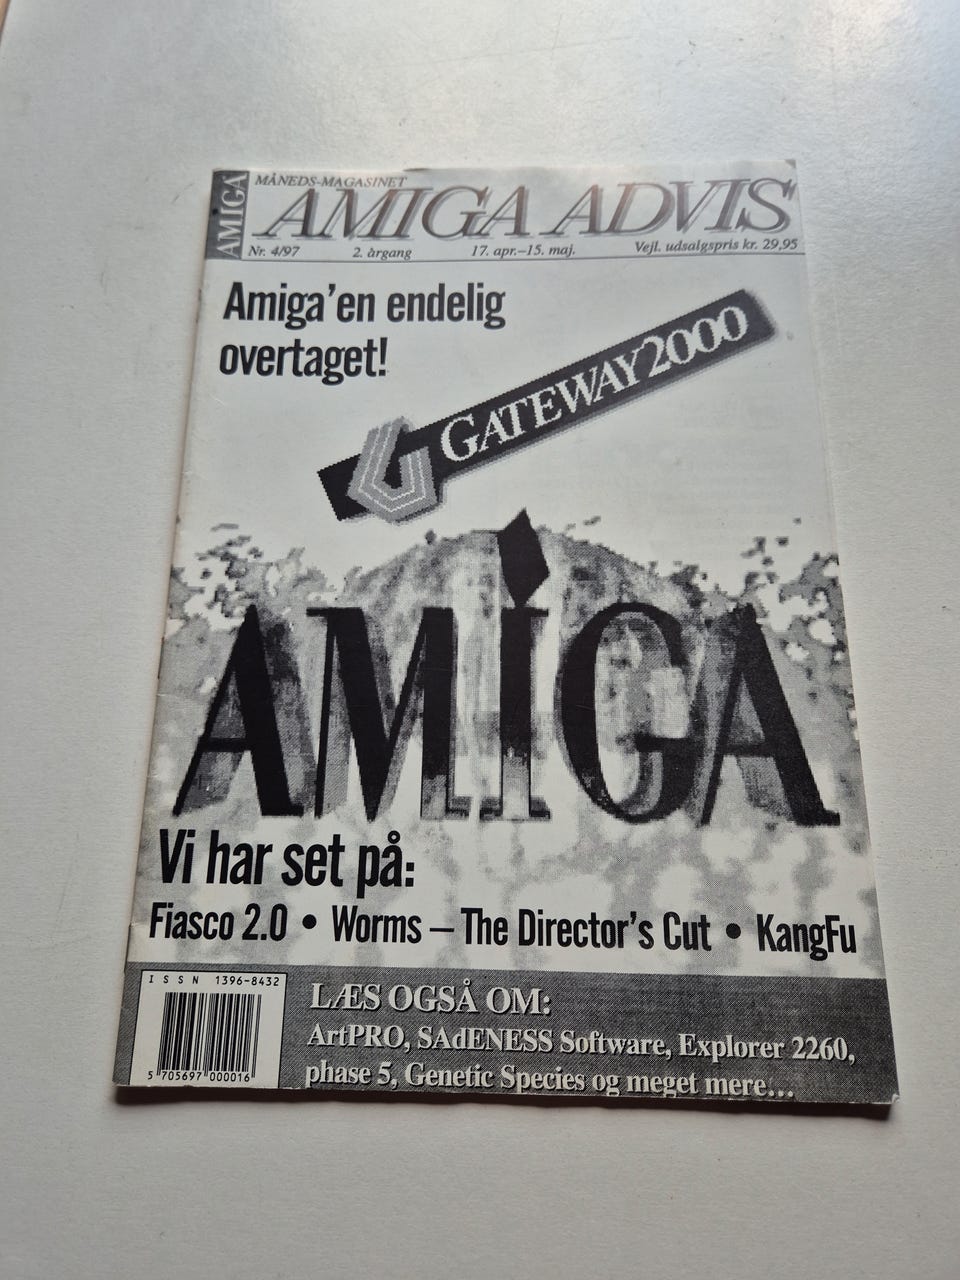 AMIGA
MÅNEDS-MAGASINET
AMIGA ADVIS
Nr. 4/97 2. årgang 17. apr.–15. maj. Vejl. udsalgspris kr. 29,95
Amiga'en endelig
overtaget!
GATEWAY2000
AMIGA
Vi har set på:
Fiasco 2.0 • Worms – The Director's Cut • KangFu
ISSN 1396-8432
5 705697 000016
LÆS OGSÅ OM:
ArtPRO, SAdENESS Software, Explorer 2260,
phase 5, Genetic Species og meget mere...